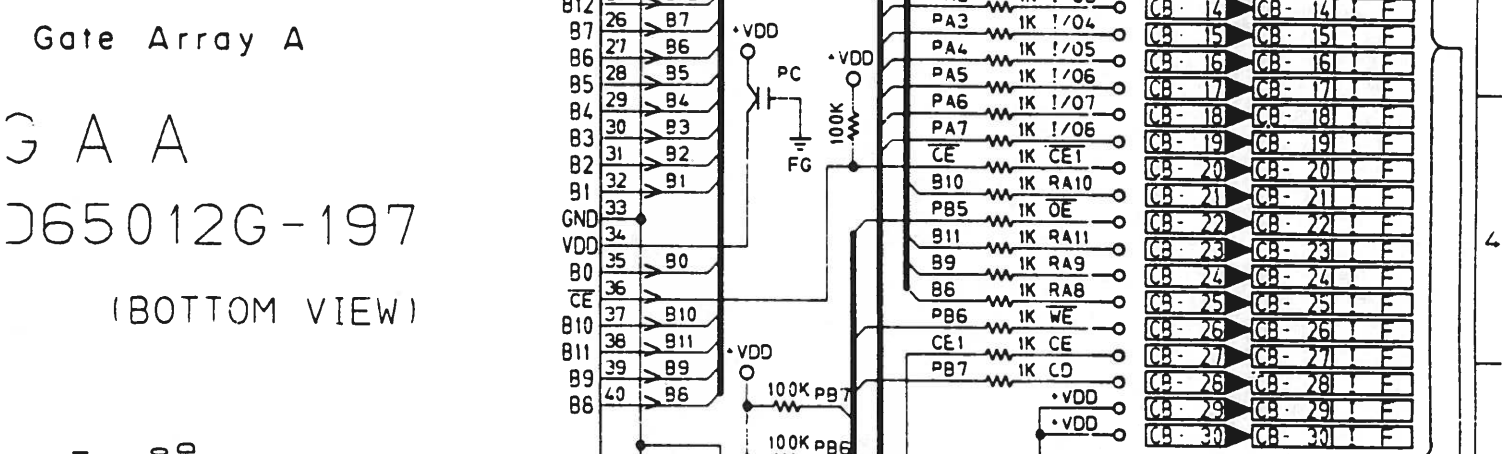 Gate Array A
G A A
D65012G-197
(BOTTOM VIEW)
B12
B7 26 B7
B6 27 B6
B5 28 B5
B4 29 B4
B3 30 B3
B2 31 B2
B1 32 B1
GND 33
VDD 34
B0 35 B0
CE 36
B10 37 B10
B11 38 B11
B9 39 B9
B8 40 B6
+VDD
PC
FG
+VDD
100K
+VDD
100K PB7
100K PB6
PA3 1K I/04
PA4 1K I/05
PA5 1K I/06
PA6 1K I/07
PA7 1K I/06
CE 1K CE1
B10 1K RA10
PB5 1K OE
B11 1K RA11
B9 1K RA9
B6 1K RA8
PB6 1K WE
CE1 1K CE
PB7 1K CD
+VDD
+VDD
CB- 14 CB- 14 ! F
CB- 15 CB- 15 ! F
CB- 16 CB- 16 ! F
CB- 17 CB- 17 ! F
CB- 18 CB- 18 ! F
CB- 19 CB- 19 ! F
CB- 20 CB- 20 ! F
CB- 21 CB- 21 ! F
CB- 22 CB- 22 ! F
CB- 23 CB- 23 ! F
CB- 24 CB- 24 ! F
CB- 25 CB- 25 ! F
CB- 26 CB- 26 ! F
CB- 27 CB- 27 ! F
CB- 28 CB- 28 ! F
CB- 29 CB- 29 ! F
CB- 30 CB- 30 ! F
4